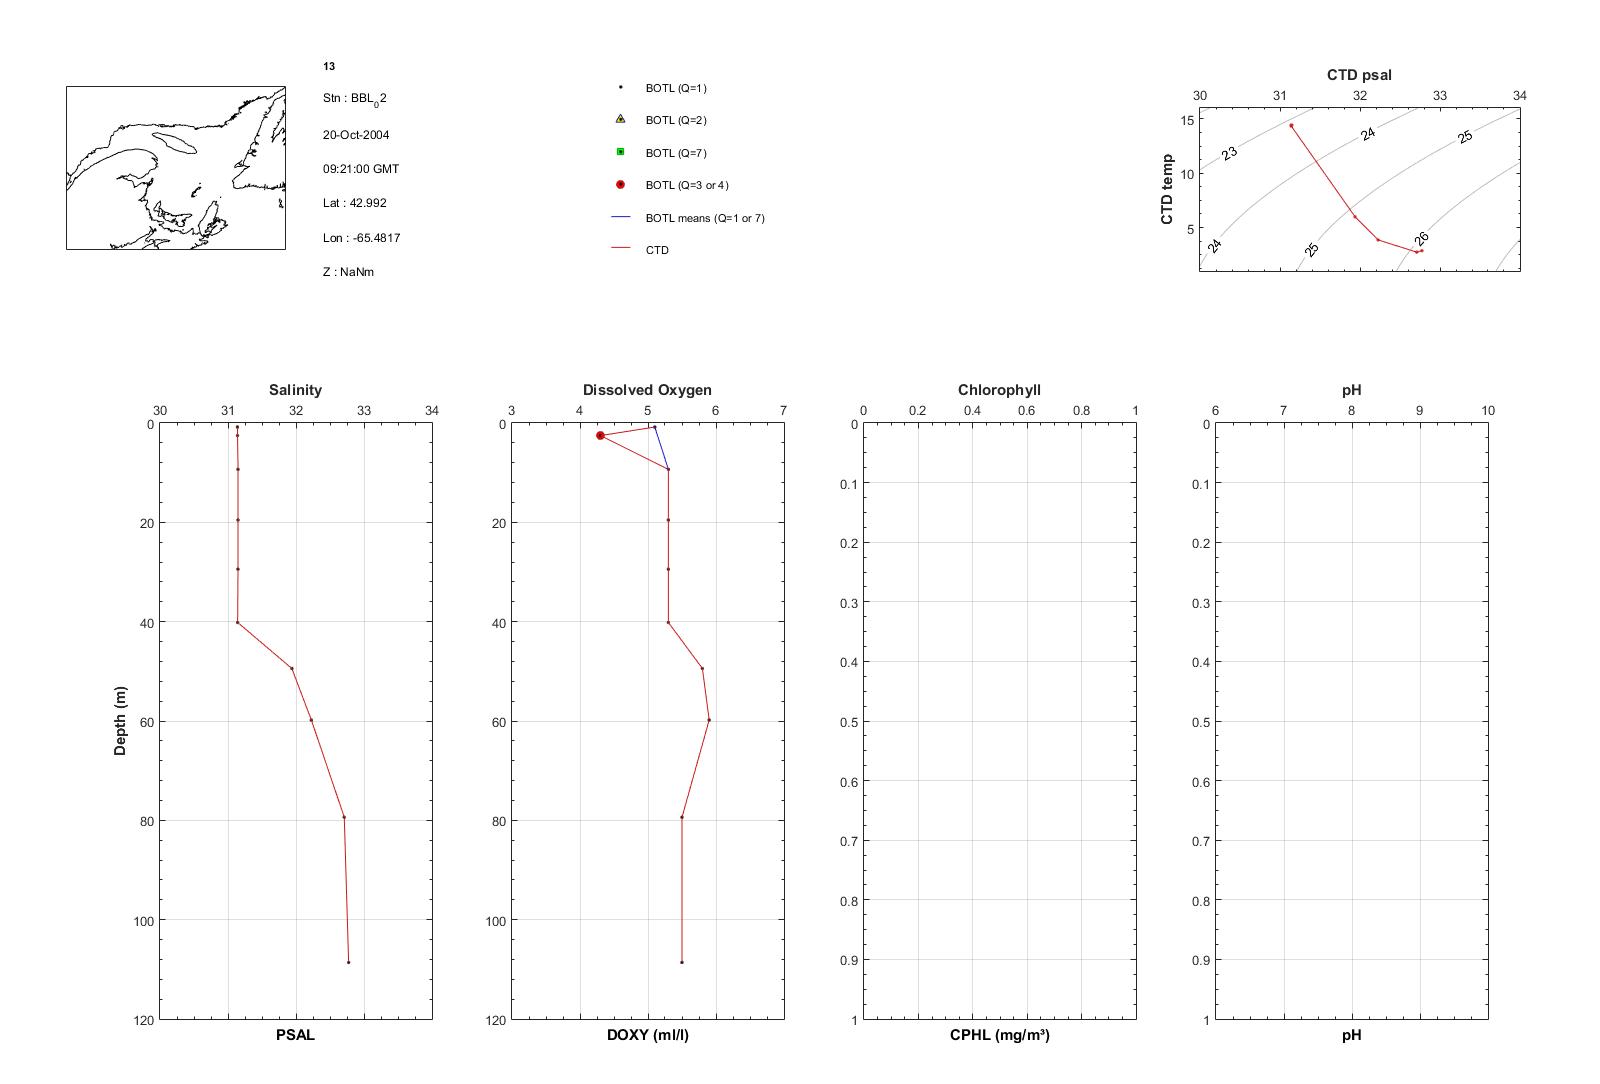 13
Stn : BBL02
20-Oct-2004
09:21:00 GMT
Lat : 42.992
Lon : -65.4817
Z : NaNm
BOTL (Q=1)
BOTL (Q=2)
BOTL (Q=7)
BOTL (Q=3 or 4)
BOTL means (Q=1 or 7)
CTD
CTD psal
30 31 32 33 34
CTD temp
15
10
5
23 24 25
24 25 26
Salinity
30 31 32 33 34
Depth (m)
0
20
40
60
80
100
120
PSAL
Dissolved Oxygen
3 4 5 6 7
0
20
40
60
80
100
120
DOXY (ml/l)
Chlorophyll
0 0.2 0.4 0.6 0.8 1
0
0.1
0.2
0.3
0.4
0.5
0.6
0.7
0.8
0.9
1
CPHL (mg/m³)
pH
6 7 8 9 10
0
0.1
0.2
0.3
0.4
0.5
0.6
0.7
0.8
0.9
1
pH